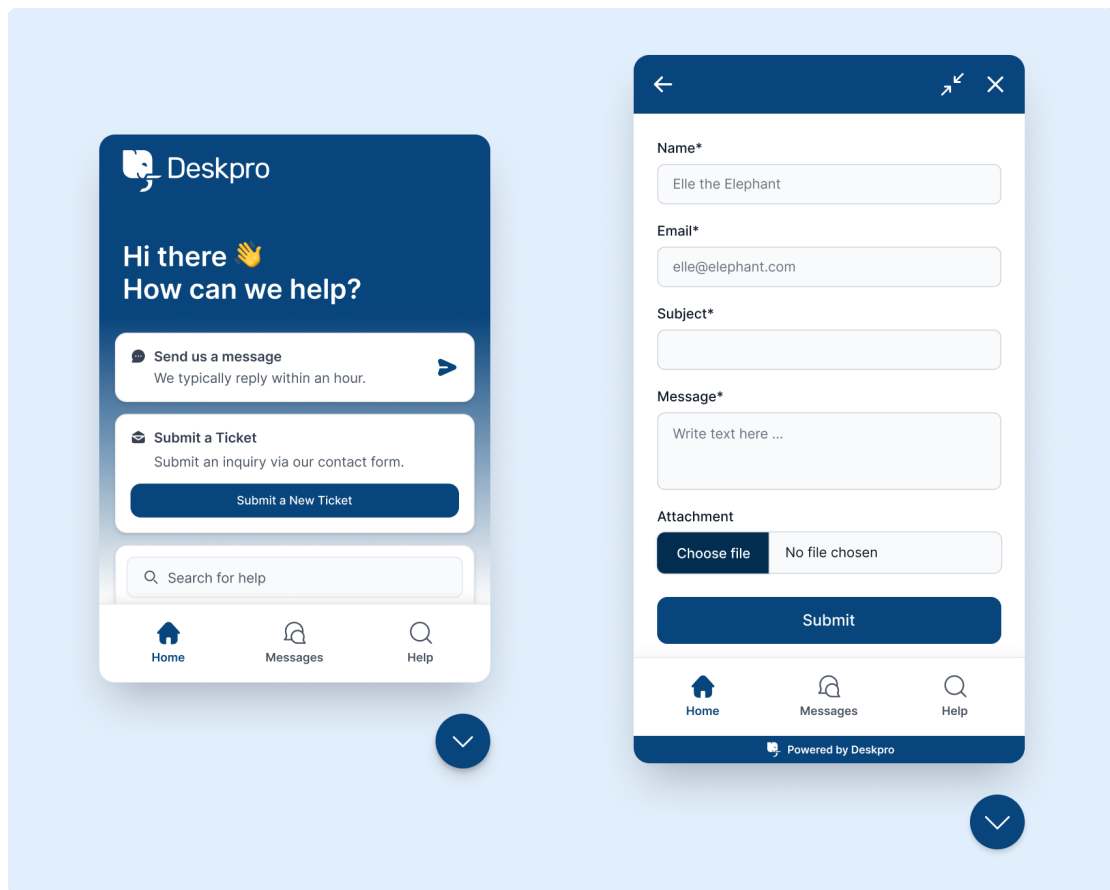 Deskpro
Hi there 👋
How can we help?
Send us a message
We typically reply within an hour.
Submit a Ticket
Submit an inquiry via our contact form.
Submit a New Ticket
Search for help
Home
Messages
Help
Name*
Elle the Elephant
Email*
elle@elephant.com
Subject*
Message*
Write text here ...
Attachment
Choose file
No file chosen
Submit
Home
Messages
Help
Powered by Deskpro